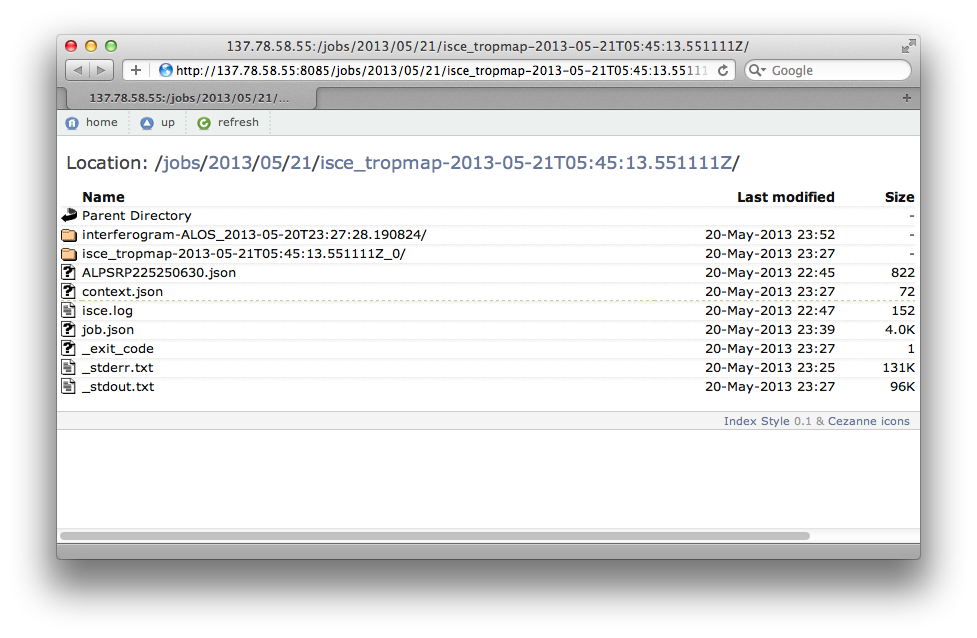 137.78.58.55:/jobs/2013/05/21/isce_tropmap-2013-05-21T05:45:13.551111Z/
http://137.78.58.55:8085/jobs/2013/05/21/isce_tropmap-2013-05-21T05:45:13.551111 Google
137.78.58.55:/jobs/2013/05/21/...
home up refresh
Location: /jobs/2013/05/21/isce_tropmap-2013-05-21T05:45:13.551111Z/
Name Last modified Size
Parent Directory -
interferogram-ALOS_2013-05-20T23:27:28.190824/ 20-May-2013 23:52 -
isce_tropmap-2013-05-21T05:45:13.551111Z_0/ 20-May-2013 23:27 -
ALPSRP225250630.json 20-May-2013 22:45 822
context.json 20-May-2013 23:27 72
isce.log 20-May-2013 22:47 152
job.json 20-May-2013 23:39 4.0K
_exit_code 20-May-2013 23:27 1
_stderr.txt 20-May-2013 23:25 131K
_stdout.txt 20-May-2013 23:27 96K
Index Style 0.1 & Cezanne icons